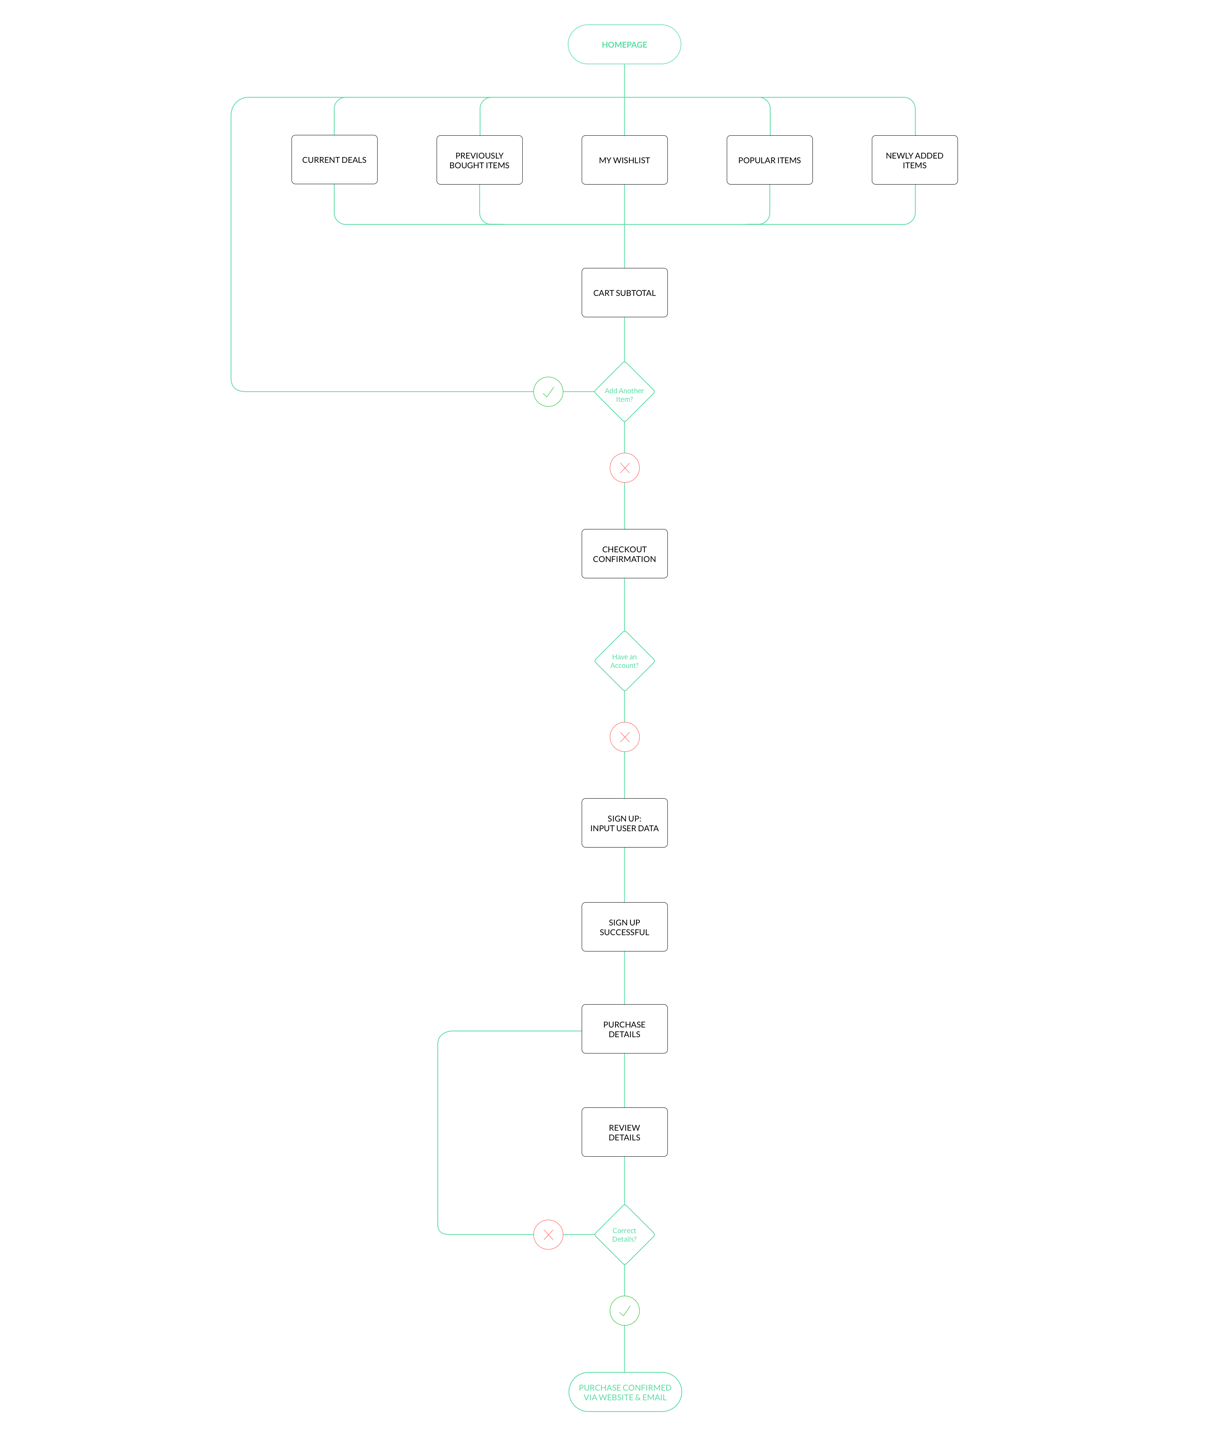 HOMEPAGE
CURRENT DEALS
PREVIOUSLY
BOUGHT ITEMS
MY WISHLIST
POPULAR ITEMS
NEWLY ADDED
ITEMS
CART SUBTOTAL
Add Another
Item?
CHECKOUT
CONFIRMATION
Have an
Account?
SIGN UP:
INPUT USER DATA
SIGN UP
SUCCESSFUL
PURCHASE
DETAILS
REVIEW
DETAILS
Correct
Details?
PURCHASE CONFIRMED
VIA WEBSITE & EMAIL